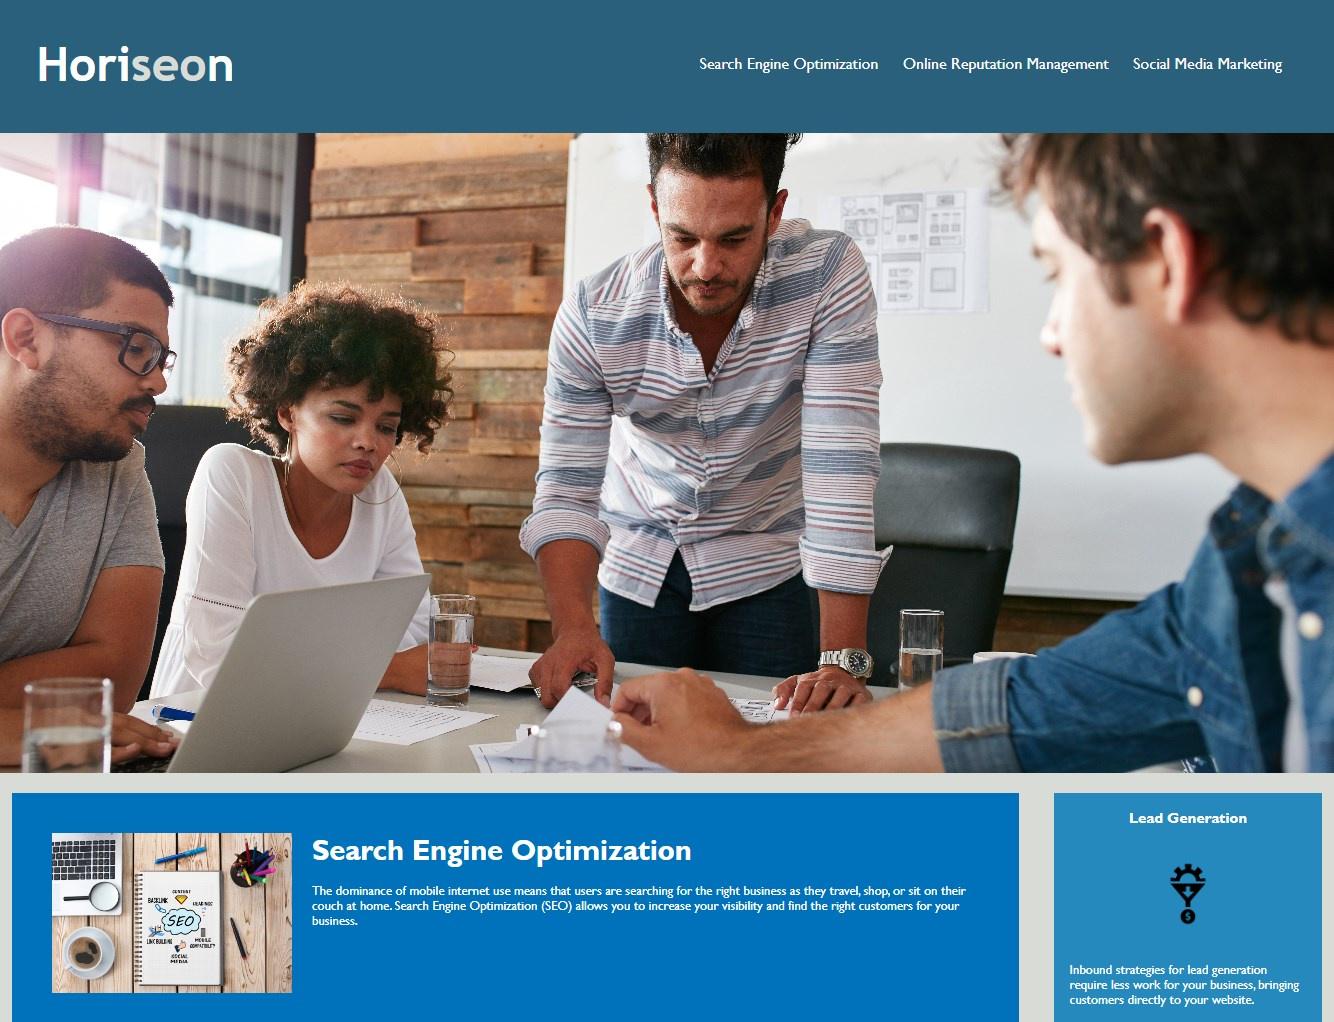 Horiseon
Search Engine Optimization
Online Reputation Management
Social Media Marketing
Search Engine Optimization
The dominance of mobile internet use means that users are searching for the right business as they travel, shop, or sit on their
couch at home. Search Engine Optimization (SEO) allows you to increase your visibility and find the right customers for your
business.
CONTENT
BACKLINK
HEADINGS
SEO
LINK BUILDING
MOBILE
COMPATIBILITY
SOCIAL
MEDIA
Lead Generation
$
Inbound strategies for lead generation
require less work for your business, bringing
customers directly to your website.